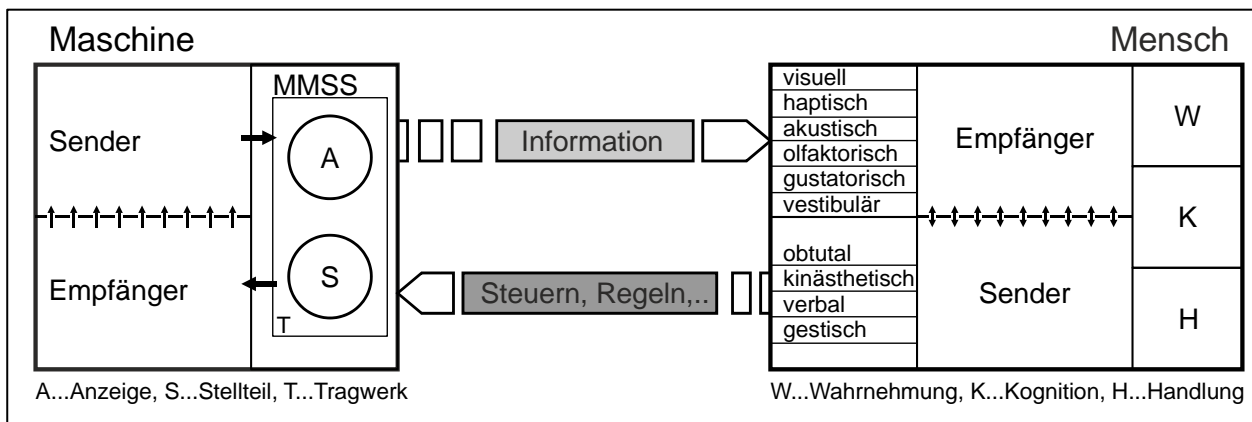 Maschine
Mensch
MMSS
Sender
A
Information
visuell
haptisch
akustisch
olfaktorisch
gustatorisch
vestibulär
Empfänger
W
K
Empfänger
S
T
Steuern, Regeln,..
obtutal
kinästhetisch
verbal
gestisch
Sender
H
A...Anzeige, S...Stellteil, T...Tragwerk
W...Wahrnehmung, K...Kognition, H...Handlung